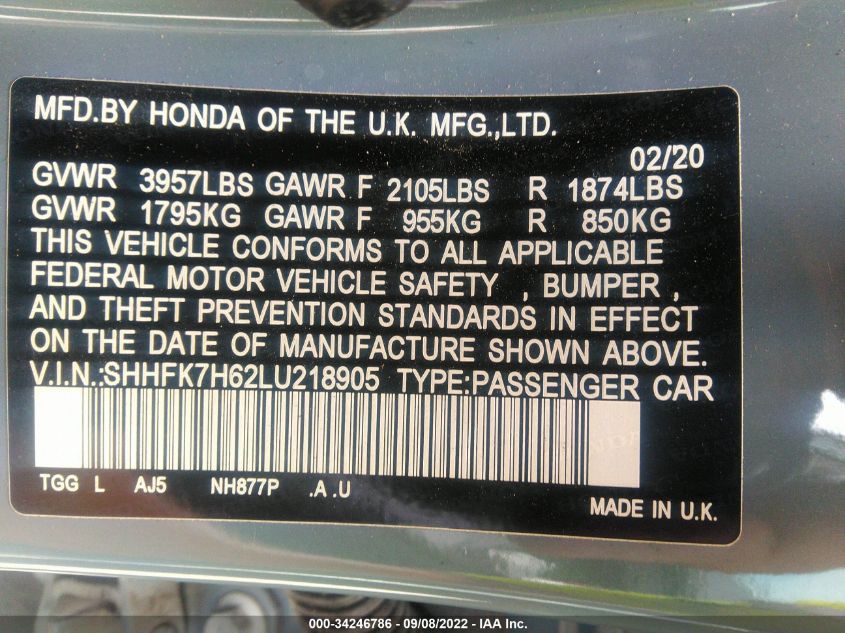 MFD.BY HONDA OF THE U.K. MFG.,LTD.
02/20
GVWR 3957LBS GAWR F 2105LBS R 1874LBS
GVWR 1795KG GAWR F 955KG R 850KG
THIS VEHICLE CONFORMS TO ALL APPLICABLE
FEDERAL MOTOR VEHICLE SAFETY , BUMPER ,
AND THEFT PREVENTION STANDARDS IN EFFECT
ON THE DATE OF MANUFACTURE SHOWN ABOVE.
V.I.N.:SHHFK7H62LU218905 TYPE:PASSENGER CAR
TGG L AJ5 NH877P .A .U
MADE IN U.K.
000-34246786 - 09/08/2022 - IAA Inc.